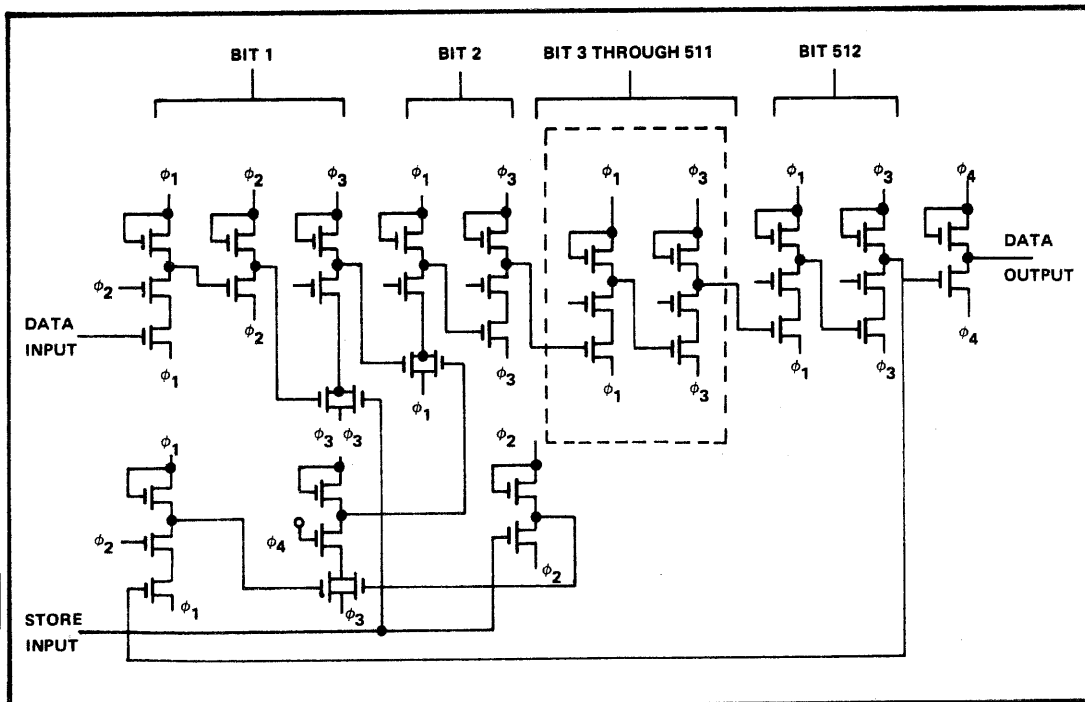 BIT 1 BIT 2 BIT 3 THROUGH 511 BIT 512
ϕ1 ϕ2 ϕ3 ϕ1 ϕ3 ϕ1 ϕ3 ϕ1 ϕ3 ϕ4
DATA OUTPUT
ϕ2
DATA INPUT
ϕ1 ϕ2 ϕ3 ϕ1 ϕ3 ϕ1 ϕ3 ϕ4
ϕ1
ϕ3 ϕ3
ϕ1 ϕ2
ϕ2 ϕ4
ϕ1 ϕ3 ϕ2
STORE INPUT